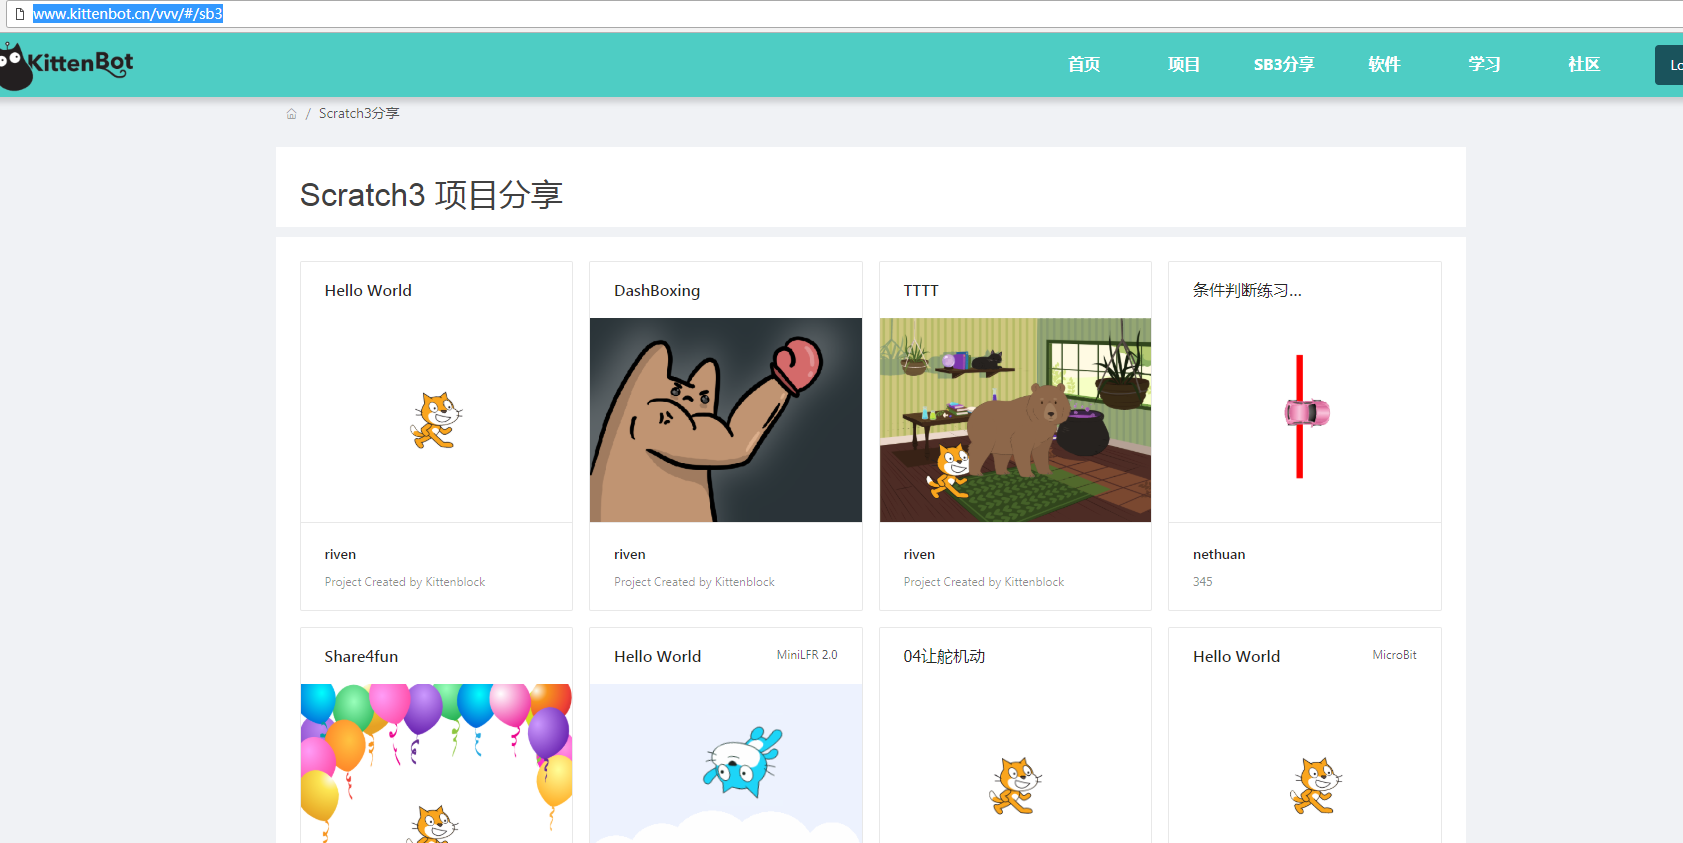 www.kittenbot.cn/vvv/#/sb3
KittenBot
首页 项目 SB3分享 软件 学习 社区
/ Scratch3分享
Scratch3 项目分享
Hello World
DashBoxing
TTTT
条件判断练习...
riven
Project Created by Kittenblock
riven
Project Created by Kittenblock
riven
Project Created by Kittenblock
nethuan
345
Share4fun
Hello World MiniLFR 2.0
04让舵机动
Hello World MicroBit